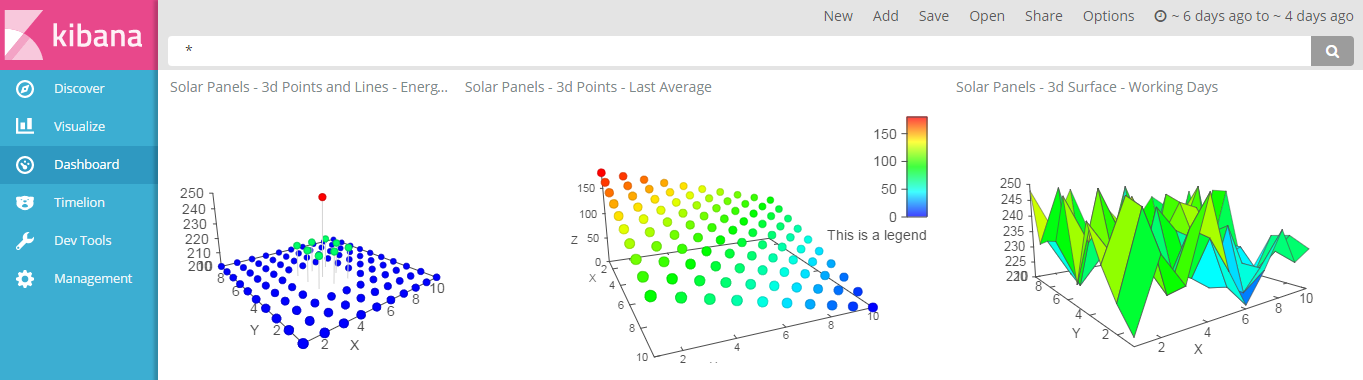 kibana
New Add Save Open Share Options ~ 6 days ago to ~ 4 days ago
*
Discover
Visualize
Dashboard
Timelion
Dev Tools
Management
Solar Panels - 3d Points and Lines - Energ...
250
240
230
220
210
200
10
8
6
4
2
Y
2
4
6
8
10
X
Solar Panels - 3d Points - Last Average
150
100
50
0
Z
X
2
4
6
8
10
2
4
6
8
10
150
100
50
0
This is a legend
Solar Panels - 3d Surface - Working Days
250
245
240
235
230
225
220
10
8
6
4
2
Y
2
4
6
8
10
X